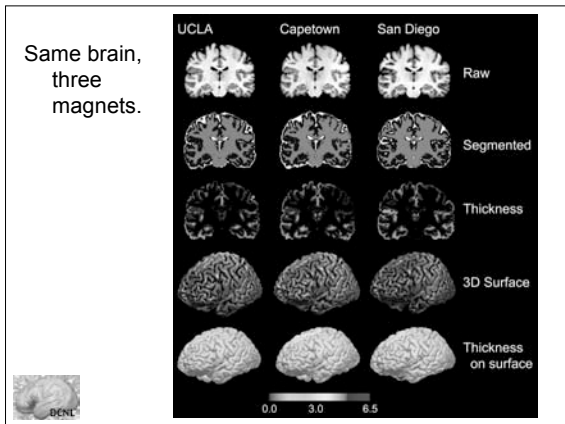 Same brain,
three
magnets.
UCLA Capetown San Diego
Raw
Segmented
Thickness
3D Surface
Thickness
on surface
0.0 3.0 6.5
DCNL